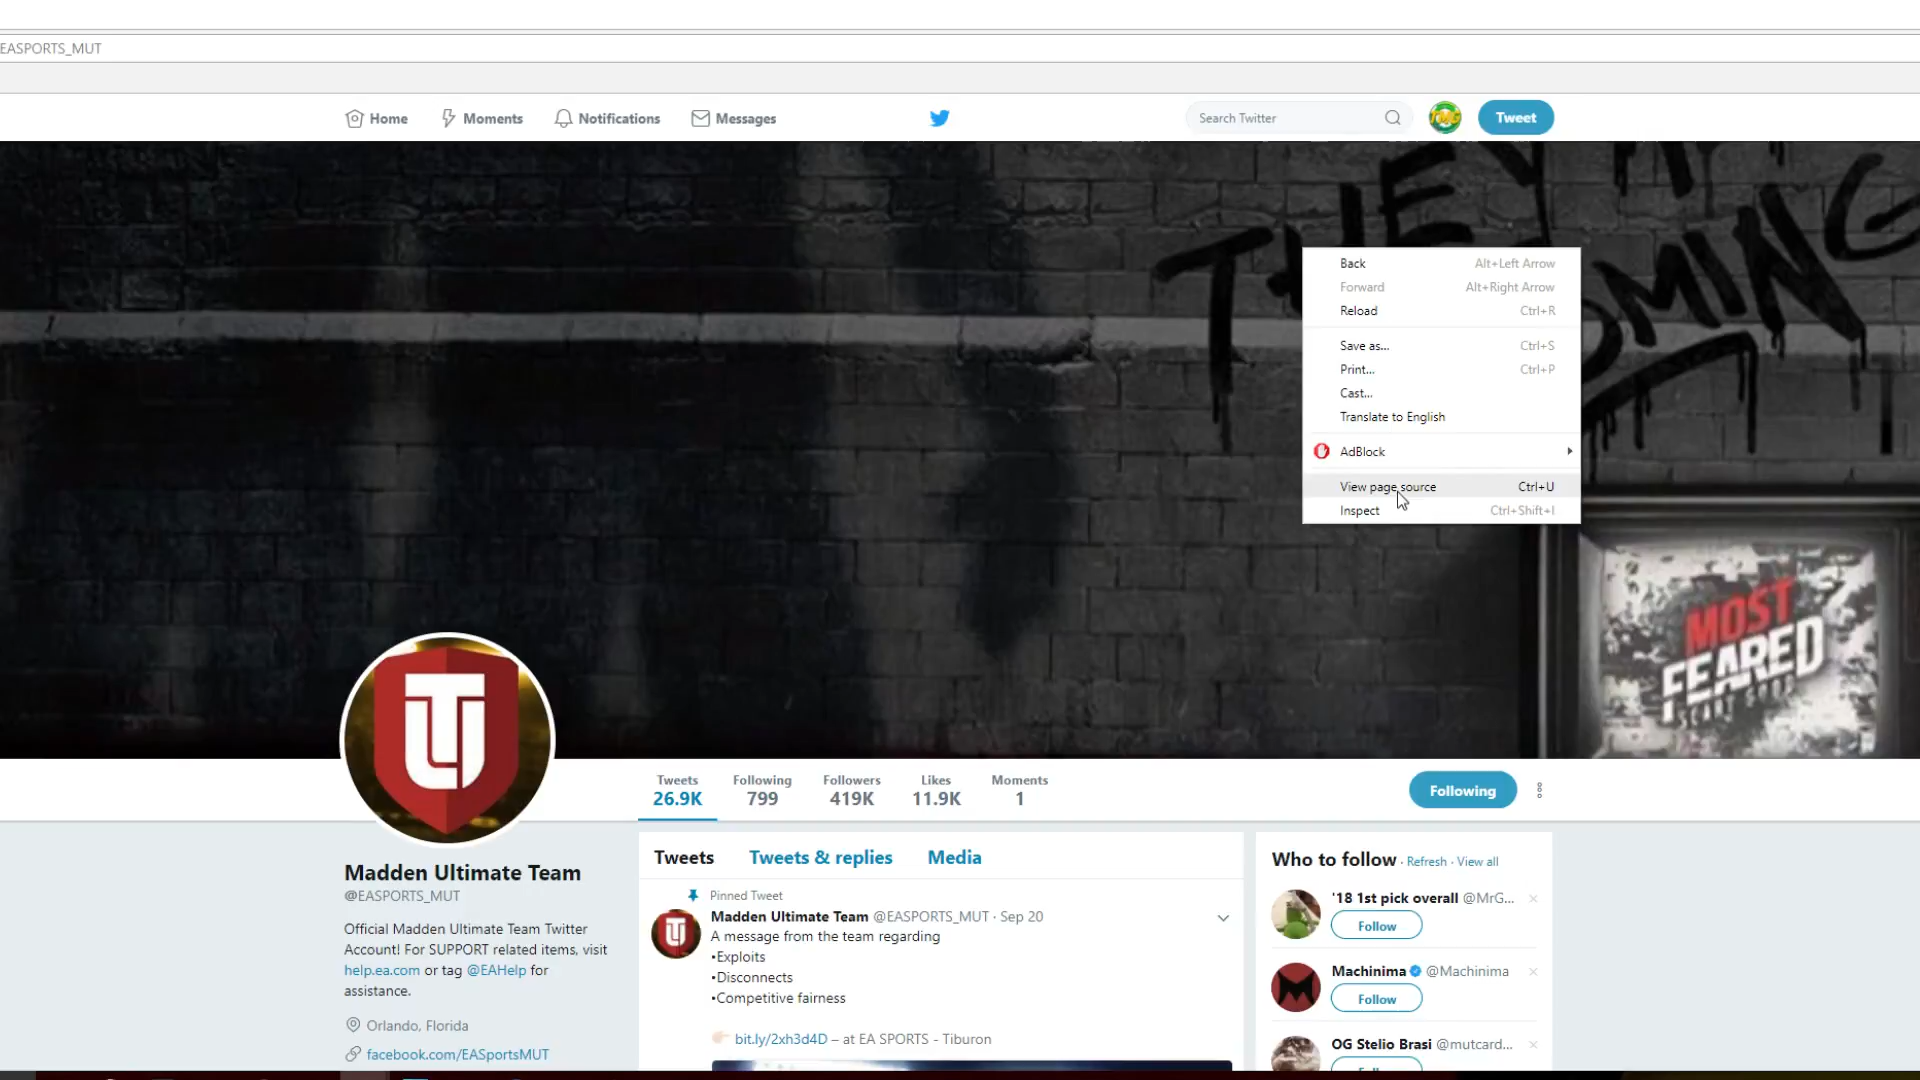 EASPORTS_MUT
Home
Moments
Notifications
Messages
Search Twitter
Tweet
THEY'RE
COMING
Back Alt+Left Arrow
Forward Alt+Right Arrow
Reload Ctrl+R
Save as... Ctrl+S
Print... Ctrl+P
Cast...
Translate to English
AdBlock
View page source Ctrl+U
Inspect Ctrl+Shift+I
MOST
FEARED
UT
Tweets
26.9K
Following
799
Followers
419K
Likes
11.9K
Moments
1
Following
Madden Ultimate Team
@EASPORTS_MUT
Official Madden Ultimate Team Twitter
Account! For SUPPORT related items, visit
help.ea.com or tag @EAHelp for
assistance.
Orlando, Florida
facebook.com/EASportsMUT
Tweets Tweets & replies Media
Pinned Tweet
Madden Ultimate Team @EASPORTS_MUT · Sep 20
A message from the team regarding
•Exploits
•Disconnects
•Competitive fairness
bit.ly/2xh3d4D – at EA SPORTS - Tiburon
Who to follow · Refresh · View all
'18 1st pick overall @MrG...
Follow
Machinima @Machinima
Follow
OG Stelio Brasi @mutcard...